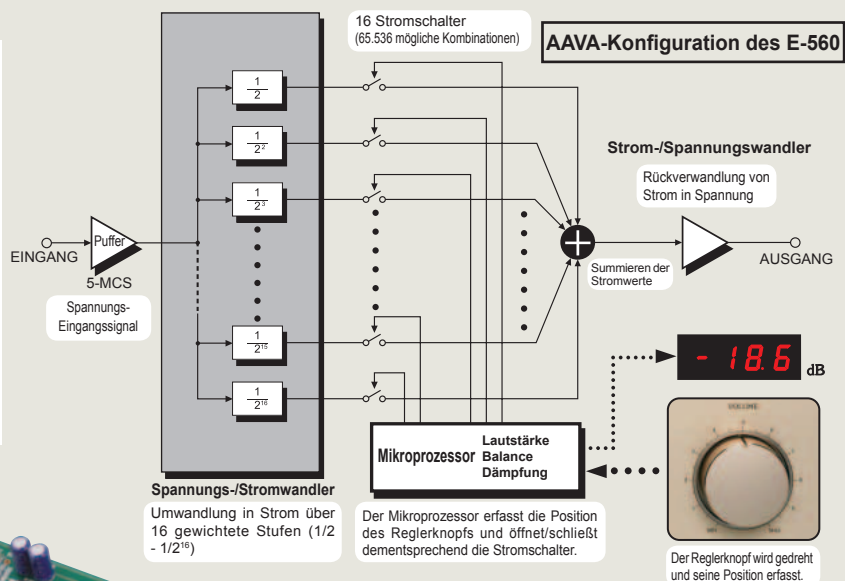 16 Stromschalter
(65.536 mögliche Kombinationen)
AAVA-Konfiguration des E-560
1/2
1/2²
1/2³
1/2¹⁵
1/2¹⁶
EINGANG
Puffer
5-MCS
Spannungs-
Eingangssignal
Strom-/Spannungswandler
Rückverwandlung von
Strom in Spannung
Summieren der
Stromwerte
AUSGANG
- 18.6 dB
VOLUME
Mikroprozessor
Lautstärke
Balance
Dämpfung
Spannungs-/Stromwandler
Umwandlung in Strom über
16 gewichtete Stufen (1/2
- 1/2¹⁶)
Der Mikroprozessor erfasst die Position
des Reglerknopfs und öffnet/schließt
dementsprechend die Stromschalter.
Der Reglerknopf wird gedreht
und seine Position erfasst.